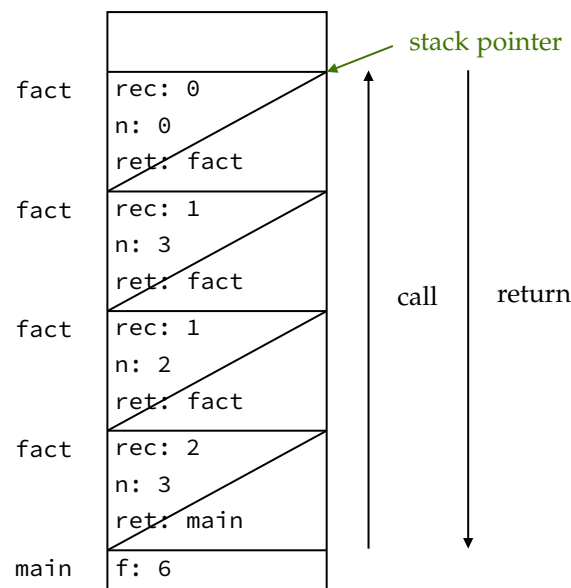 stack pointer
fact
rec: 0
n: 0
ret: fact
fact
rec: 1
n: 3
ret: fact
call
return
fact
rec: 1
n: 2
ret: fact
fact
rec: 2
n: 3
ret: main
main
f: 6